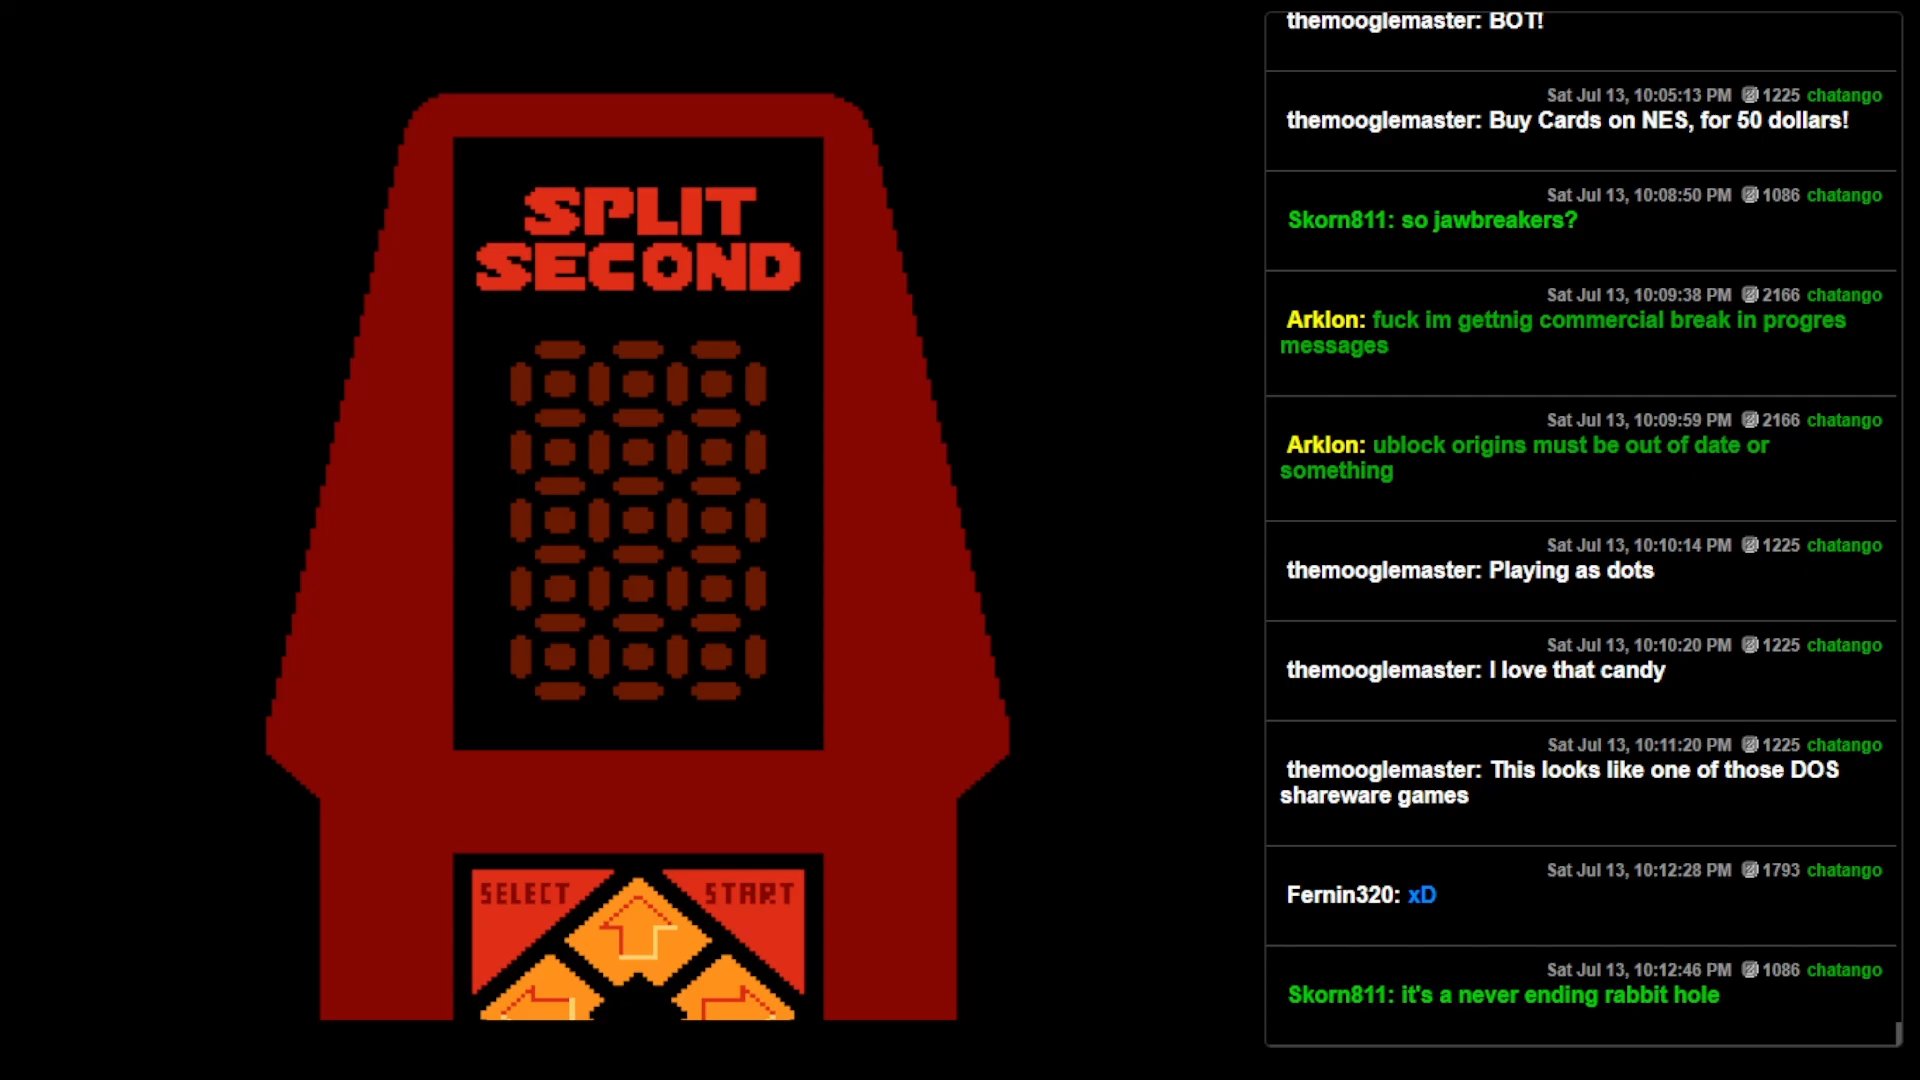 SPLIT
SECOND
SELECT
START
themooglemaster: BOT!
Sat Jul 13, 10:05:13 PM 1225 chatango
themooglemaster: Buy Cards on NES, for 50 dollars!
Sat Jul 13, 10:08:50 PM 1086 chatango
Skorn811: so jawbreakers?
Sat Jul 13, 10:09:38 PM 2166 chatango
Arklon: fuck im gettnig commercial break in progres
messages
Sat Jul 13, 10:09:59 PM 2166 chatango
Arklon: ublock origins must be out of date or
something
Sat Jul 13, 10:10:14 PM 1225 chatango
themooglemaster: Playing as dots
Sat Jul 13, 10:10:20 PM 1225 chatango
themooglemaster: I love that candy
Sat Jul 13, 10:11:20 PM 1225 chatango
themooglemaster: This looks like one of those DOS
shareware games
Sat Jul 13, 10:12:28 PM 1793 chatango
Fernin320: xD
Sat Jul 13, 10:12:46 PM 1086 chatango
Skorn811: it's a never ending rabbit hole